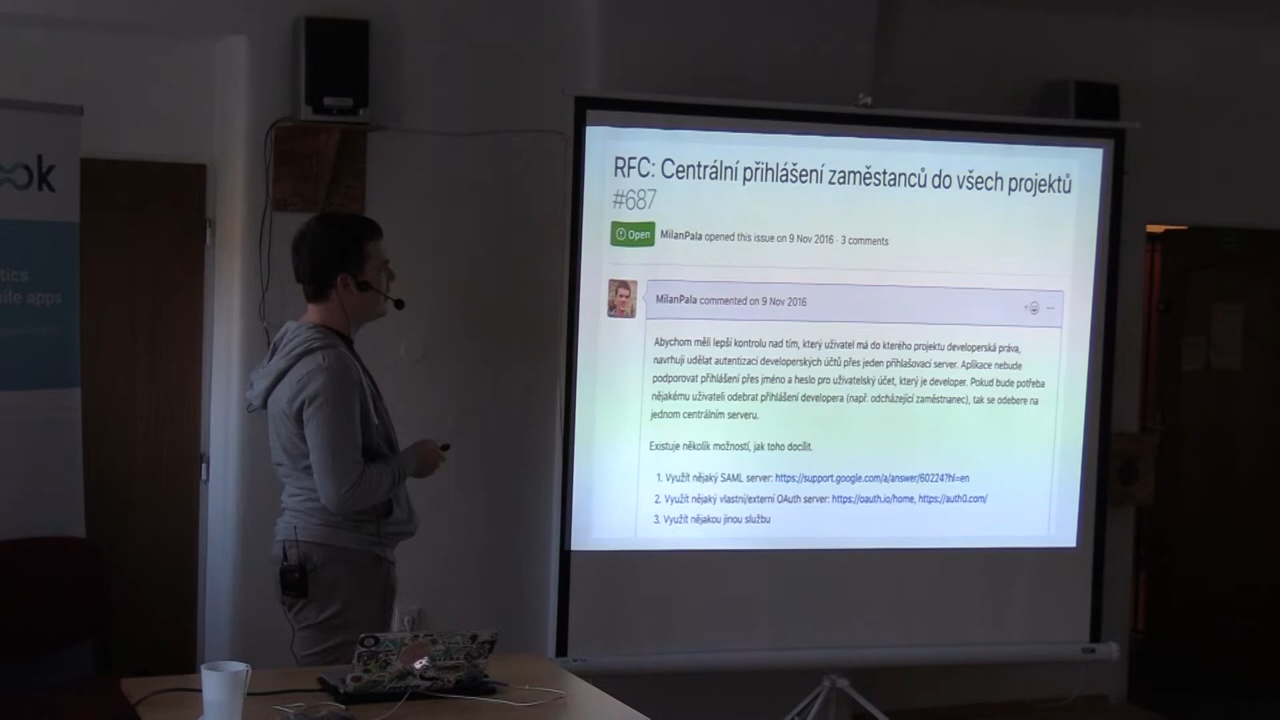 ok
tics
ile apps
RFC: Centrální přihlášení zaměstanců do všech projektů
#687
Open MilanPala opened this issue on 9 Nov 2016 · 3 comments
MilanPala commented on 9 Nov 2016
Abychom měli lepší kontrolu nad tím, který uživatel má do kterého projektu developerská práva,
navrhuji udělat autentizaci developerských účtů přes jeden přihlašovací server. Aplikace nebude
podporovat přihlášení přes jméno a heslo pro uživatelský účet, který je developer. Pokud bude potřeba
nějakému uživateli odebrat přihlášení developera (např. odcházející zaměstnanec), tak se odebere na
jednom centrálním serveru.
Existuje několik možností, jak toho docílit.
1. Využít nějaký SAML server: https://support.google.com/a/answer/60224?hl=en
2. Využít nějaký vlastní/externí OAuth server: https://oauth.io/home, https://auth0.com/
3. Využít nějakou jinou službu